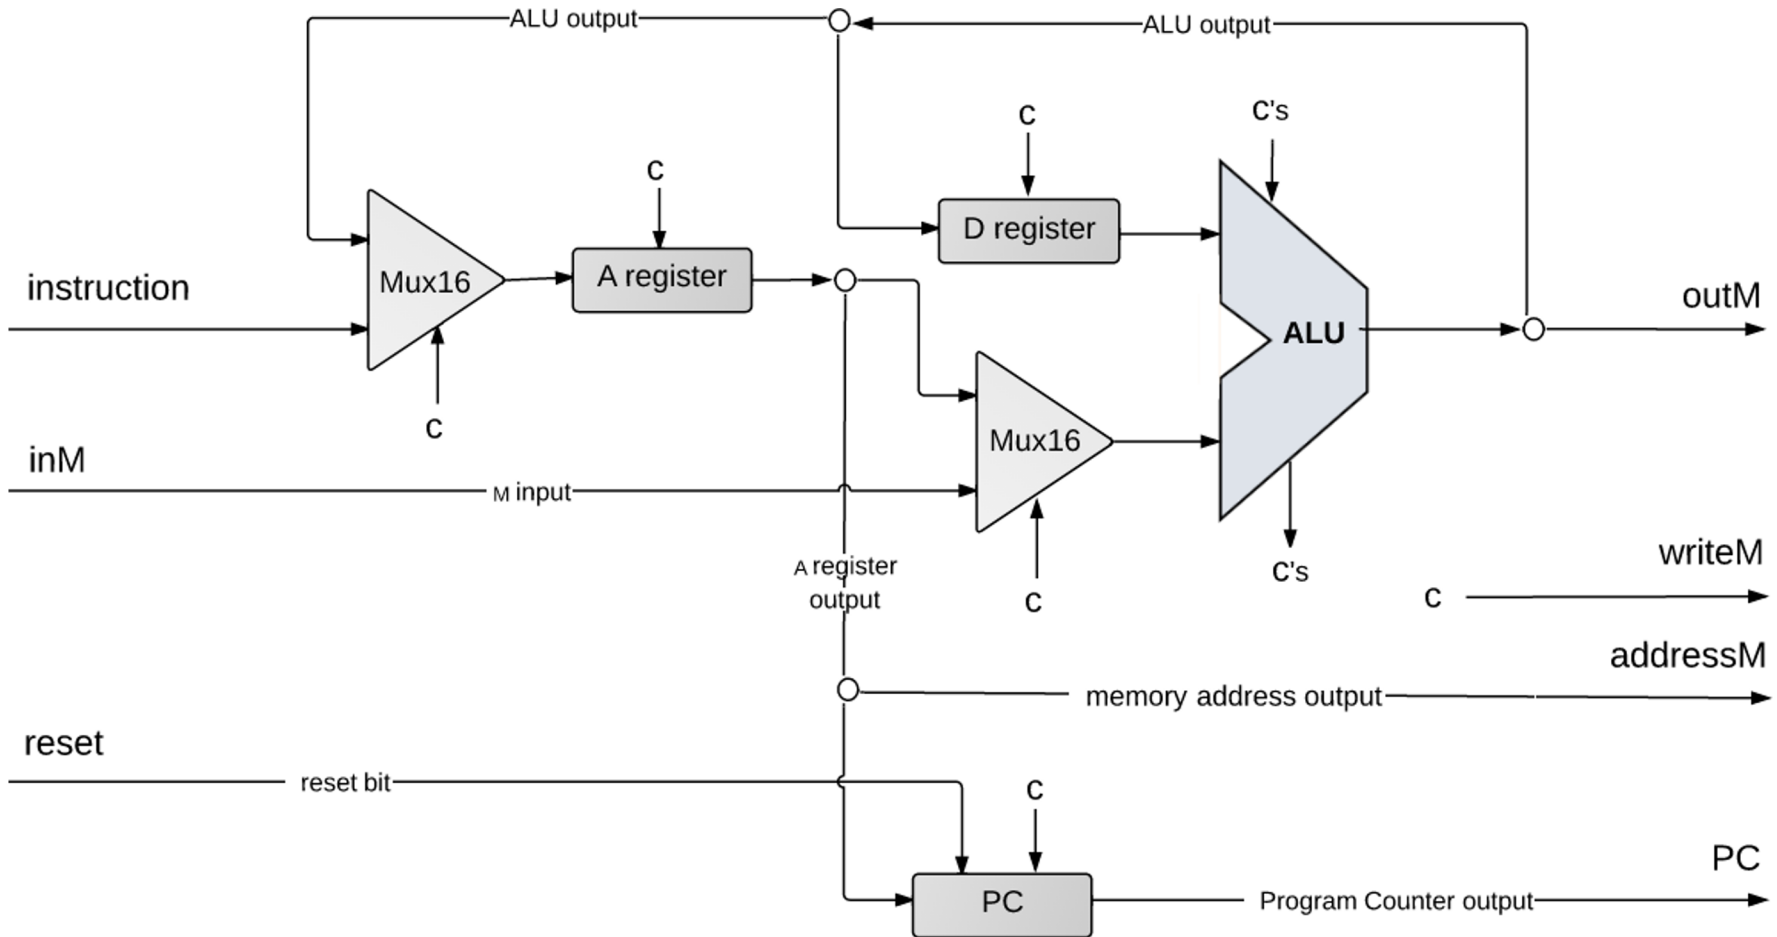 ALU output
ALU output
c
c's
c
D register
Mux16
A register
instruction
outM
ALU
c
Mux16
inM
M input
writeM
A register
output
c
c's
c
addressM
memory address output
reset
reset bit
c
PC
PC
Program Counter output